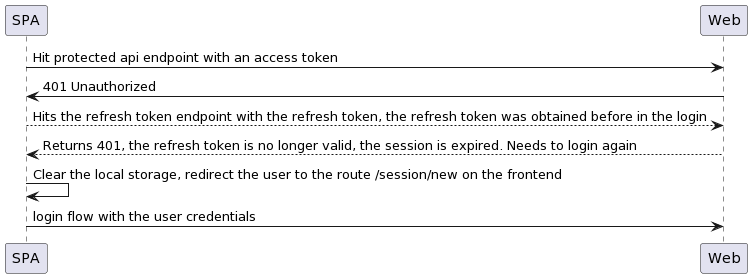 SPA Web
Hit protected api endpoint with an access token
401 Unauthorized
Hits the refresh token endpoint with the refresh token, the refresh token was obtained before in the login
Returns 401, the refresh token is no longer valid, the session is expired. Needs to login again
Clear the local storage, redirect the user to the route /session/new on the frontend
login flow with the user credentials
SPA Web